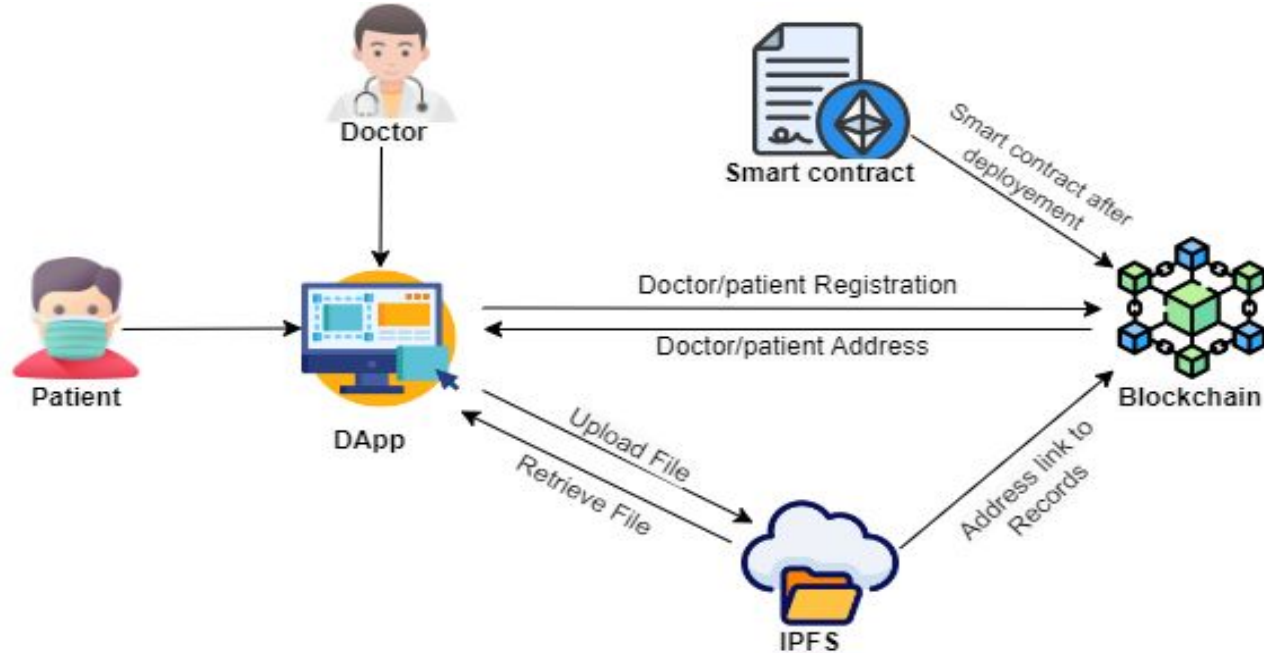 Doctor
Smart contract
Smart contract after
deployement
Patient
DApp
Doctor/patient Registration
Doctor/patient Address
Blockchain
Upload File
Retrieve File
Address link to
Records
IPFS